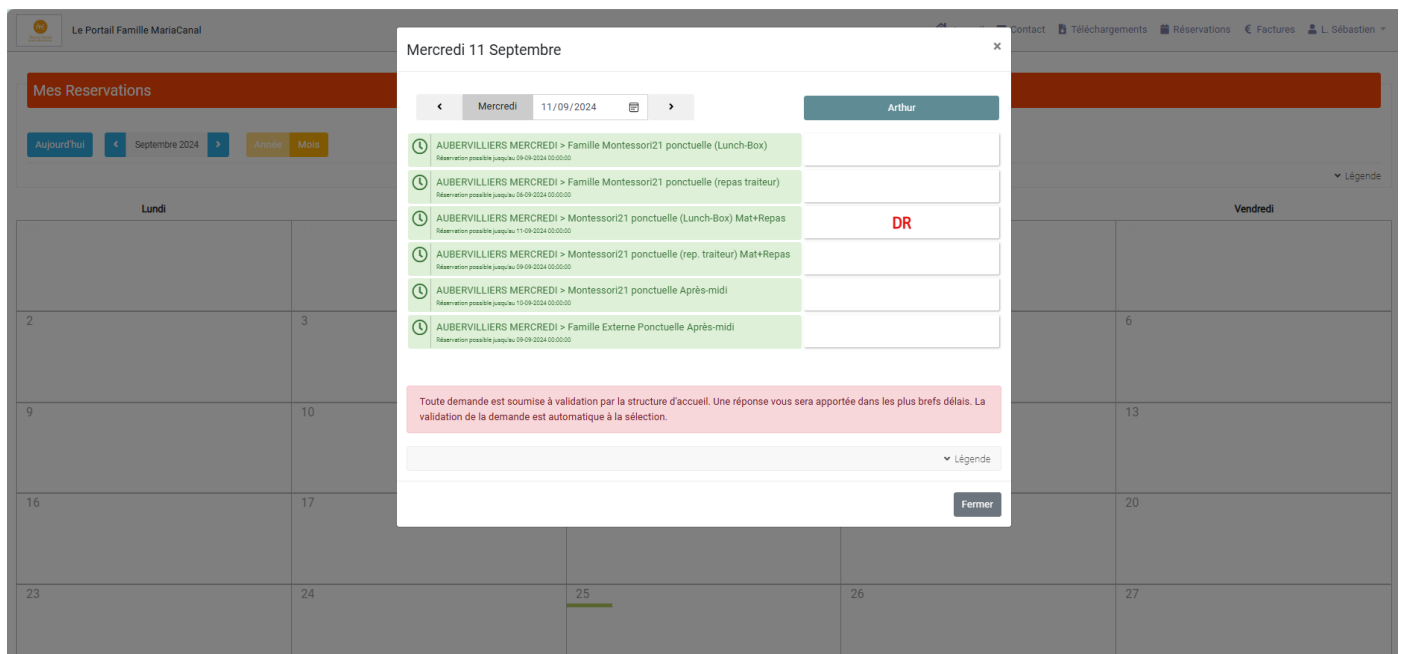 Le Portail Famille MariaCanal
Contact Téléchargements Réservations € Factures L. Sébastien
Mes Reservations
Aujourd'hui < Septembre 2024 > Année Mois
Légende
Lundi Vendredi
2 3 6
9 10 13
16 17 20
23 24 25 26 27
Mercredi 11 Septembre ×
< Mercredi 11/09/2024 > Arthur
AUBERVILLIERS MERCREDI > Famille Montessori21 ponctuelle (Lunch-Box)
Réservation possible jusqu'au 09-09-2024 00:00:00
AUBERVILLIERS MERCREDI > Famille Montessori21 ponctuelle (repas traiteur)
Réservation possible jusqu'au 06-09-2024 00:00:00
AUBERVILLIERS MERCREDI > Montessori21 ponctuelle (Lunch-Box) Mat+Repas
Réservation possible jusqu'au 11-09-2024 00:00:00
DR
AUBERVILLIERS MERCREDI > Montessori21 ponctuelle (rep. traiteur) Mat+Repas
Réservation possible jusqu'au 09-09-2024 00:00:00
AUBERVILLIERS MERCREDI > Montessori21 ponctuelle Après-midi
Réservation possible jusqu'au 10-09-2024 00:00:00
AUBERVILLIERS MERCREDI > Famille Externe Ponctuelle Après-midi
Réservation possible jusqu'au 09-09-2024 00:00:00
Toute demande est soumise à validation par la structure d'accueil. Une réponse vous sera apportée dans les plus brefs délais. La
validation de la demande est automatique à la sélection.
Légende
Fermer